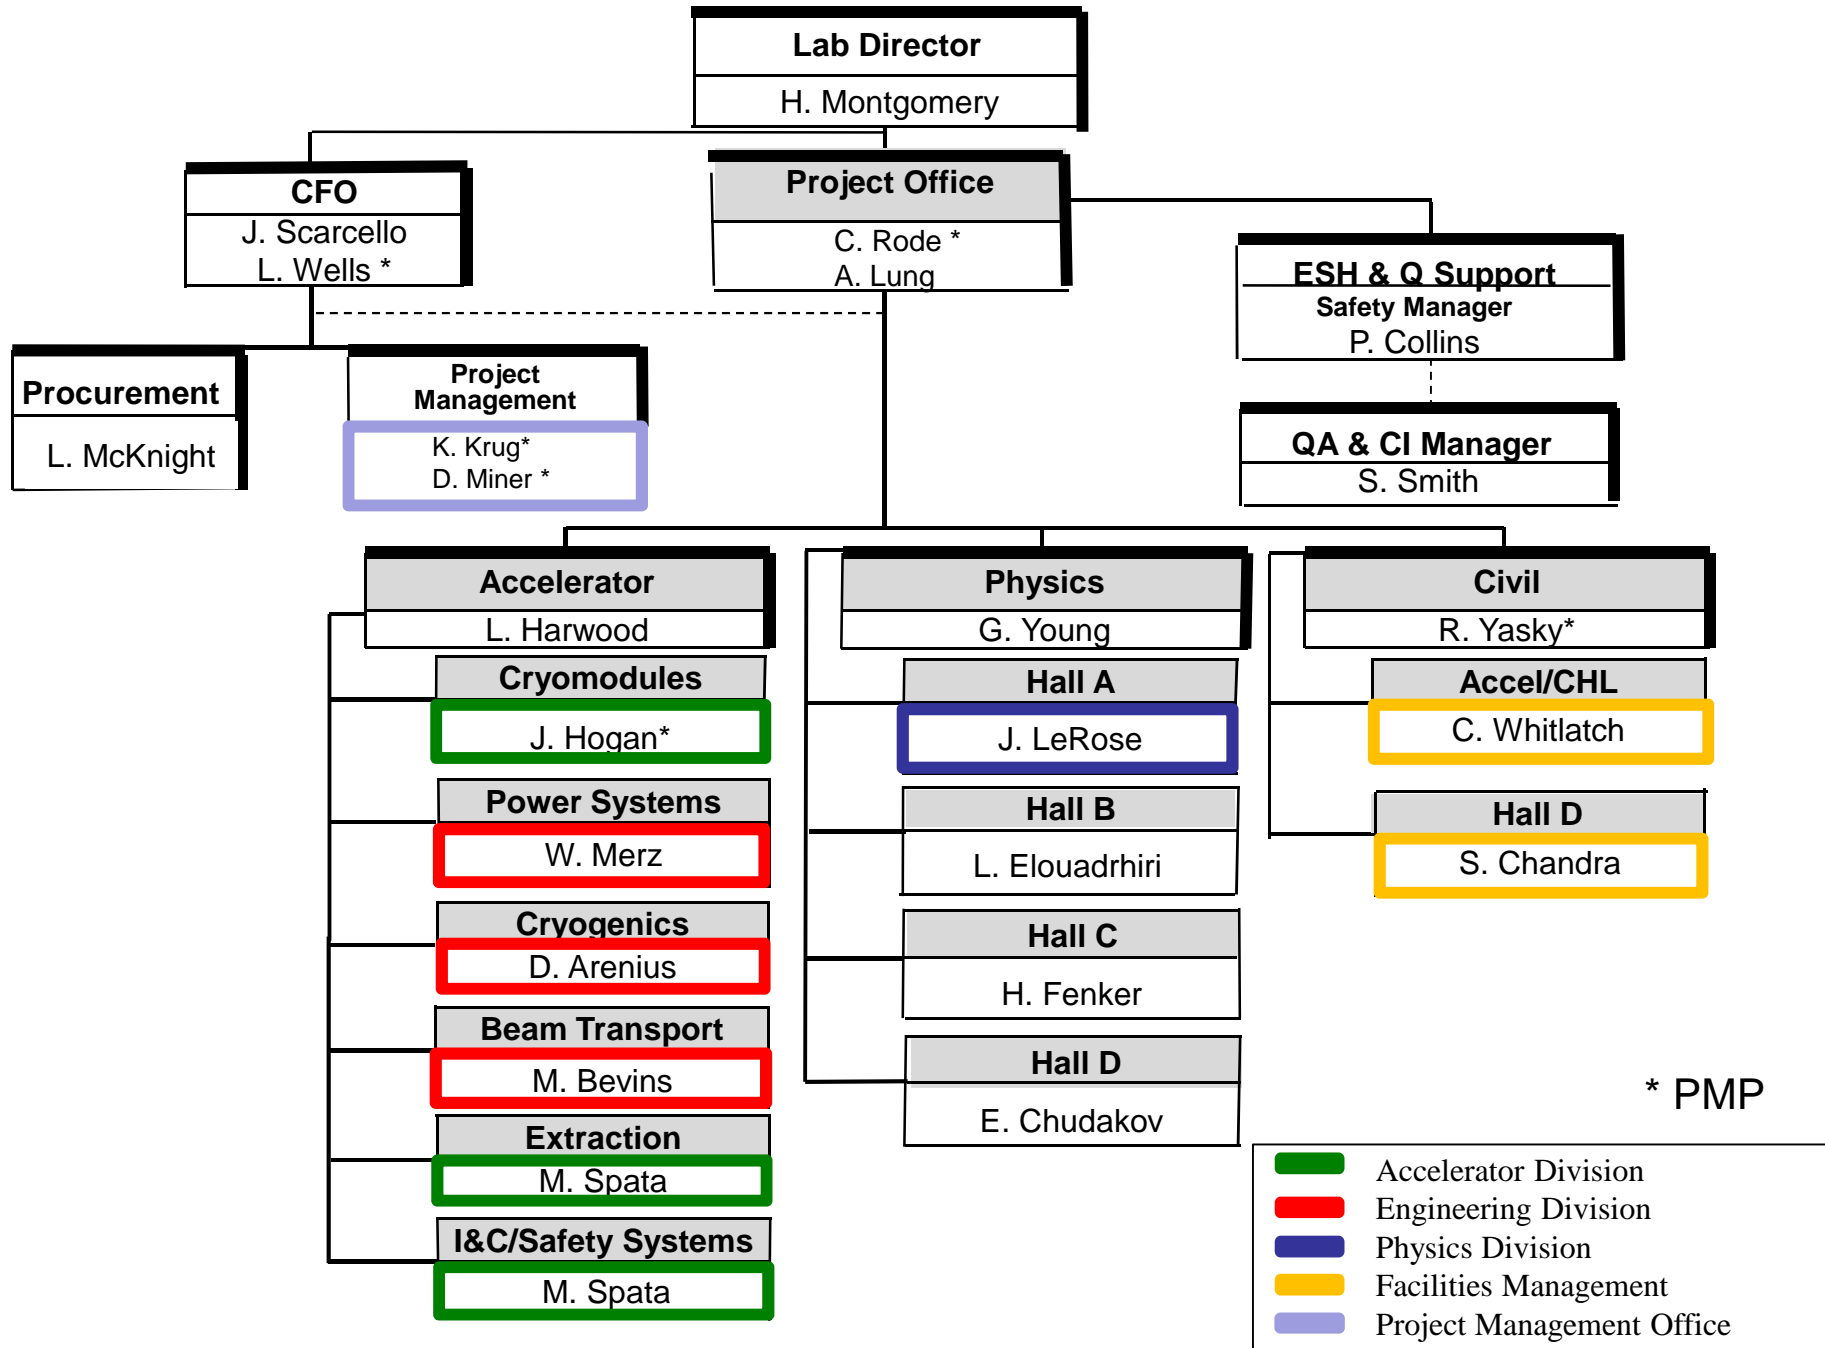 Lab Director
H. Montgomery
CFO
J. Scarcello
L. Wells *
Project Office
C. Rode *
A. Lung
ESH & Q Support
Safety Manager
P. Collins
Procurement
L. McKnight
Project
Management
K. Krug*
D. Miner *
QA & CI Manager
S. Smith
Accelerator
L. Harwood
Cryomodules
J. Hogan*
Power Systems
W. Merz
Cryogenics
D. Arenius
Beam Transport
M. Bevins
Extraction
M. Spata
I&C/Safety Systems
M. Spata
Physics
G. Young
Hall A
J. LeRose
Hall B
L. Elouadrhiri
Hall C
H. Fenker
Hall D
E. Chudakov
Civil
R. Yasky*
Accel/CHL
C. Whitlatch
Hall D
S. Chandra
* PMP
Accelerator Division
Engineering Division
Physics Division
Facilities Management
Project Management Office